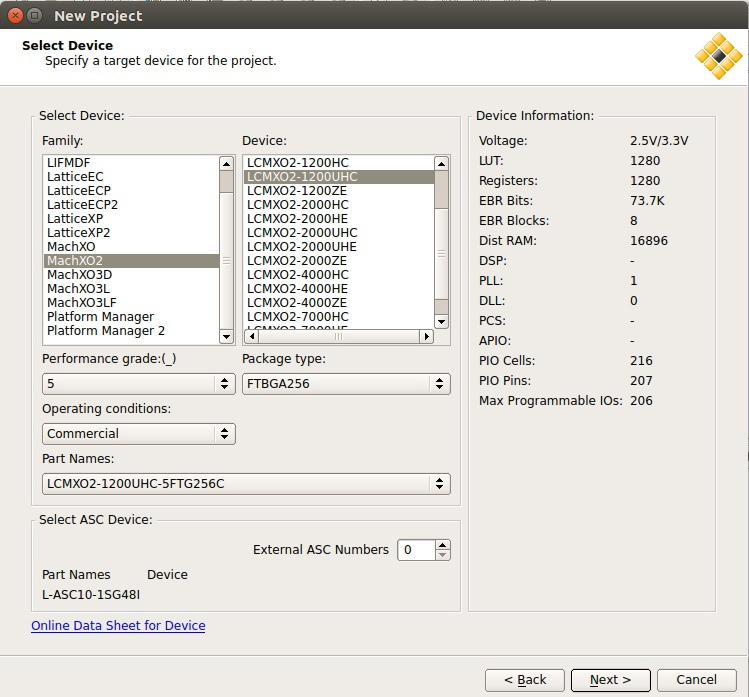 New Project
Select Device
Specify a target device for the project.
Select Device:
Family:
LIFMDF
LatticeEC
LatticeECP
LatticeECP2
LatticeXP
LatticeXP2
MachXO
MachXO2
MachXO3D
MachXO3L
MachXO3LF
Platform Manager
Platform Manager 2
Device:
LCMXO2-1200HC
LCMXO2-1200UHC
LCMXO2-1200ZE
LCMXO2-2000HC
LCMXO2-2000HE
LCMXO2-2000UHC
LCMXO2-2000UHE
LCMXO2-2000ZE
LCMXO2-4000HC
LCMXO2-4000HE
LCMXO2-4000ZE
LCMXO2-7000HC
LCMXO2-7000HE
Performance grade:(_)
5
Package type:
FTBGA256
Operating conditions:
Commercial
Part Names:
LCMXO2-1200UHC-5FTG256C
Select ASC Device:
External ASC Numbers 0
Part Names Device
L-ASC10-1SG48I
Online Data Sheet for Device
Device Information:
Voltage: 2.5V/3.3V
LUT: 1280
Registers: 1280
EBR Bits: 73.7K
EBR Blocks: 8
Dist RAM: 16896
DSP: -
PLL: 1
DLL: 0
PCS: -
APIO: -
PIO Cells: 216
PIO Pins: 207
Max Programmable IOs: 206
< Back Next > Cancel